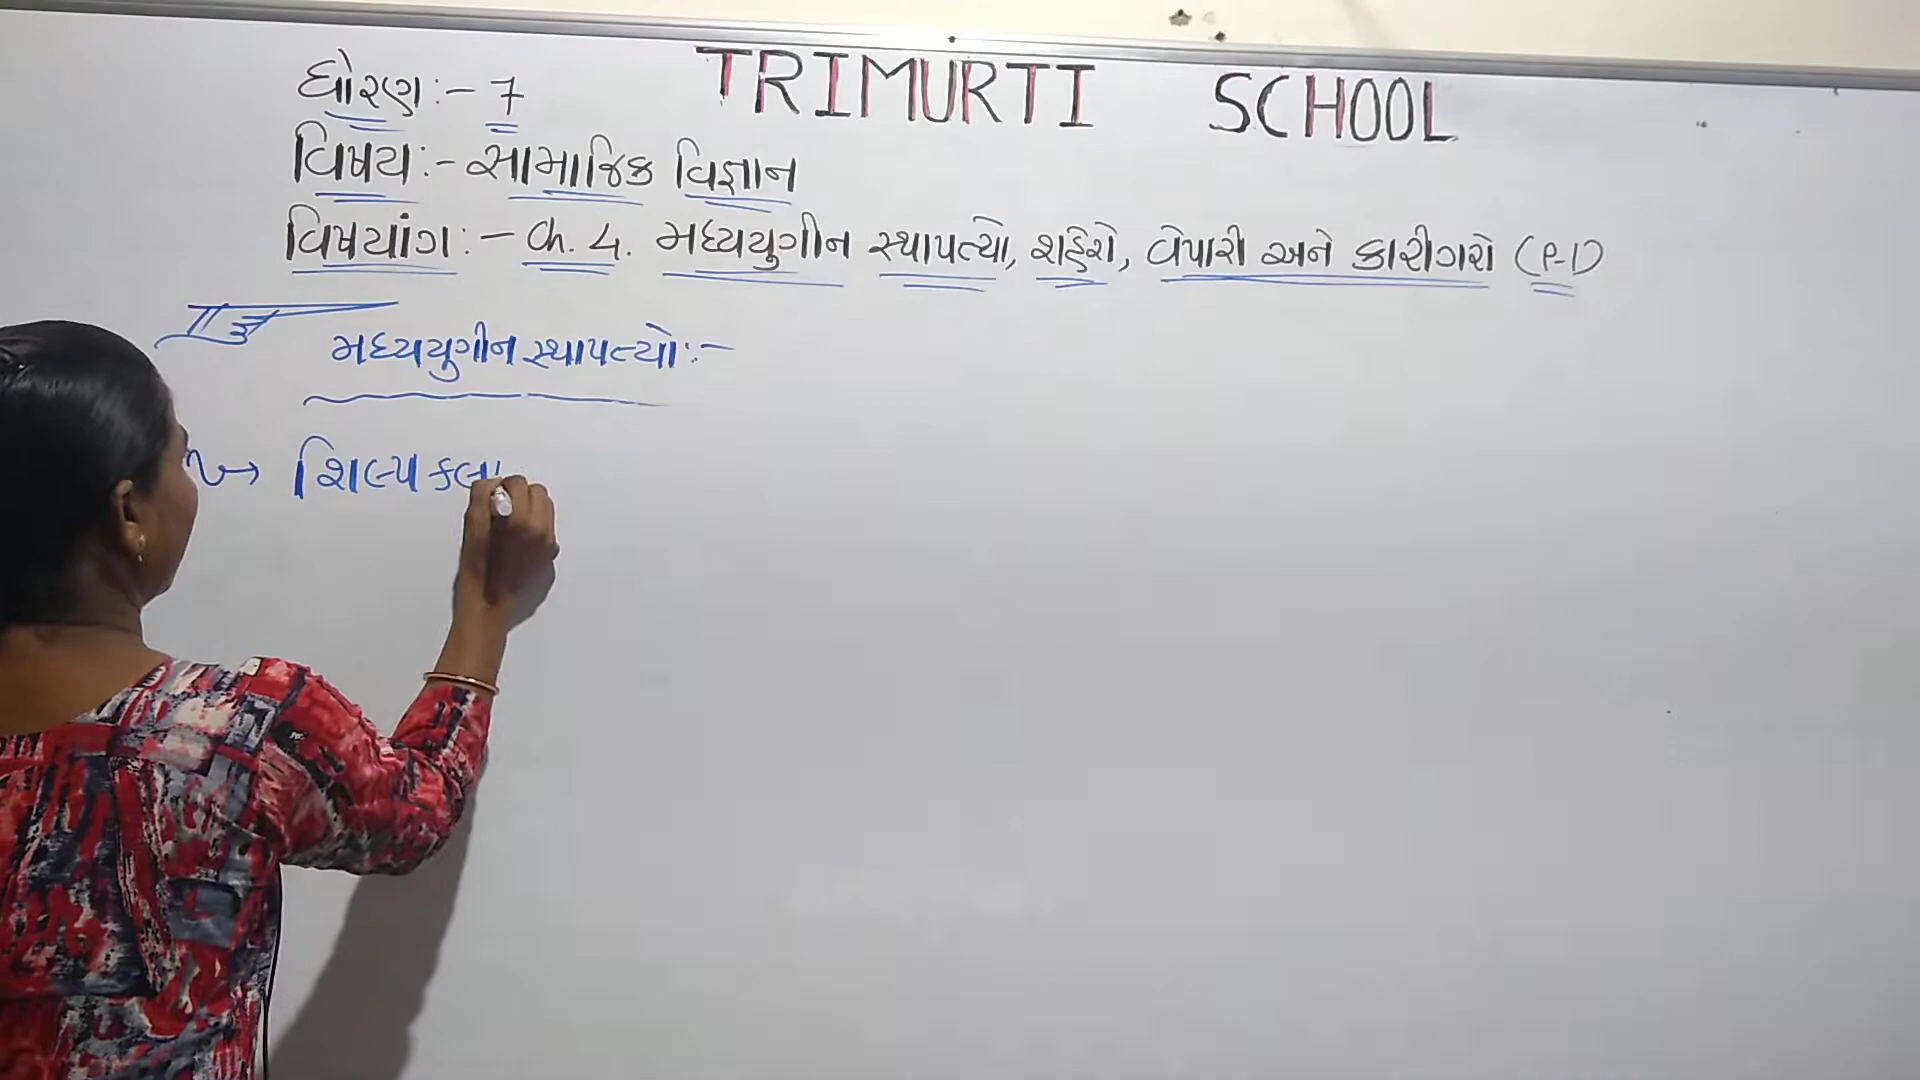 TRIMURTI SCHOOL
ધોરણ :- 7
વિષય :- સામાજિક વિજ્ઞાન
વિષયાંગ :- Ch. 4. મધ્યયુગીન સ્થાપત્યો, શહેરો, વેપારી અને કારીગરો (P-1)
મધ્યયુગીન સ્થાપત્યો :-
શિલ્પકલા